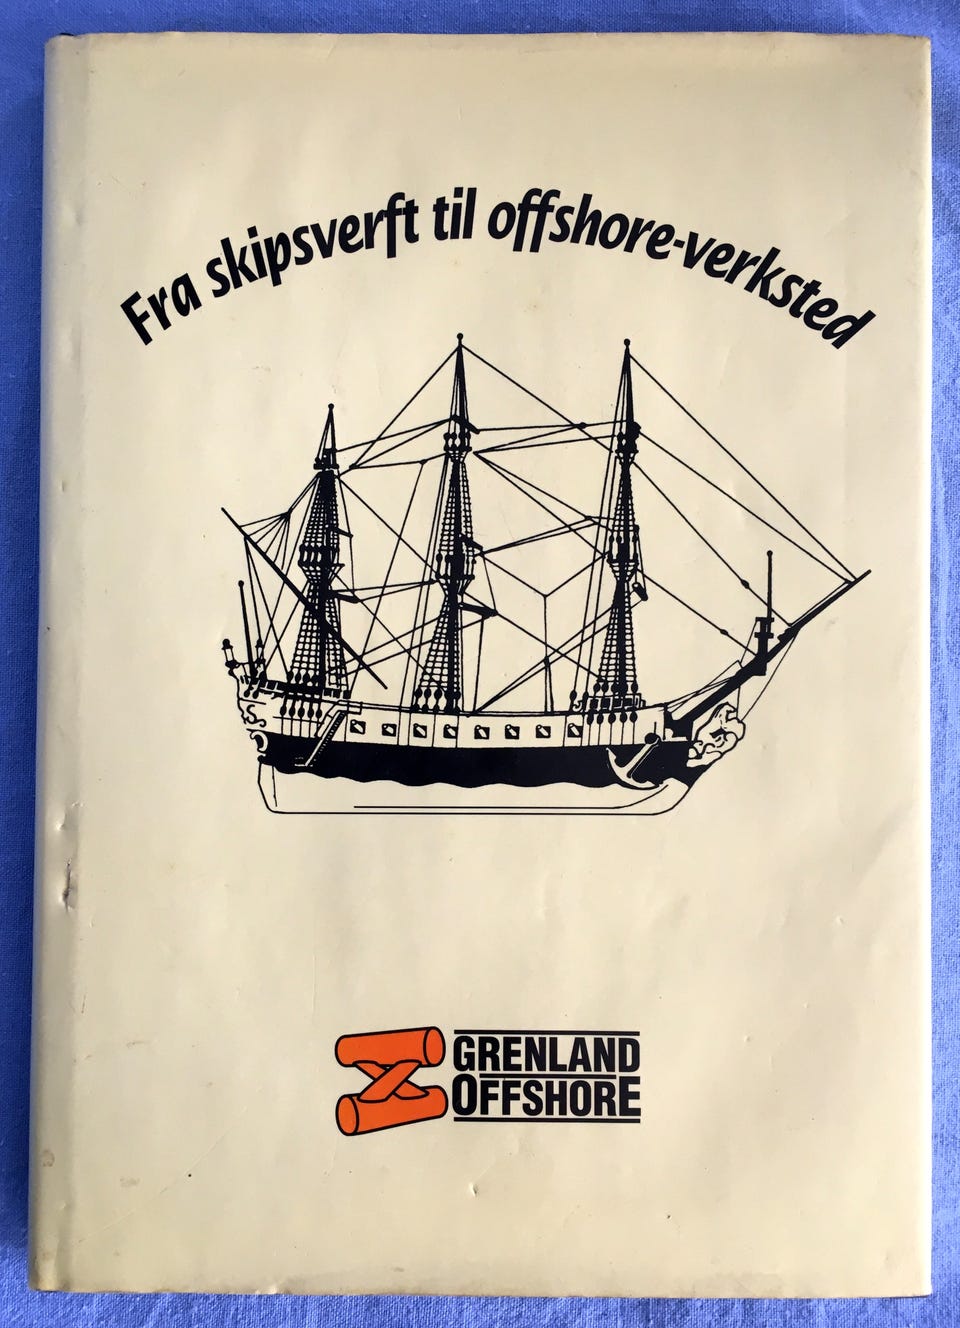 Fra skipsverft til offshore-verksted
GRENLAND
OFFSHORE